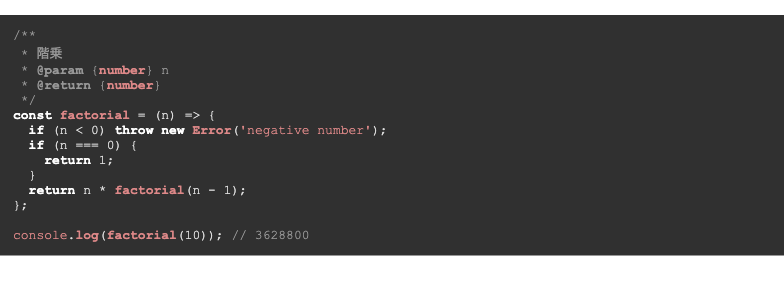 /**
 * 階乗
 * @param {number} n
 * @return {number}
 */
const factorial = (n) => {
  if (n < 0) throw new Error('negative number');
  if (n === 0) {
    return 1;
  }
  return n * factorial(n - 1);
};

console.log(factorial(10)); // 3628800